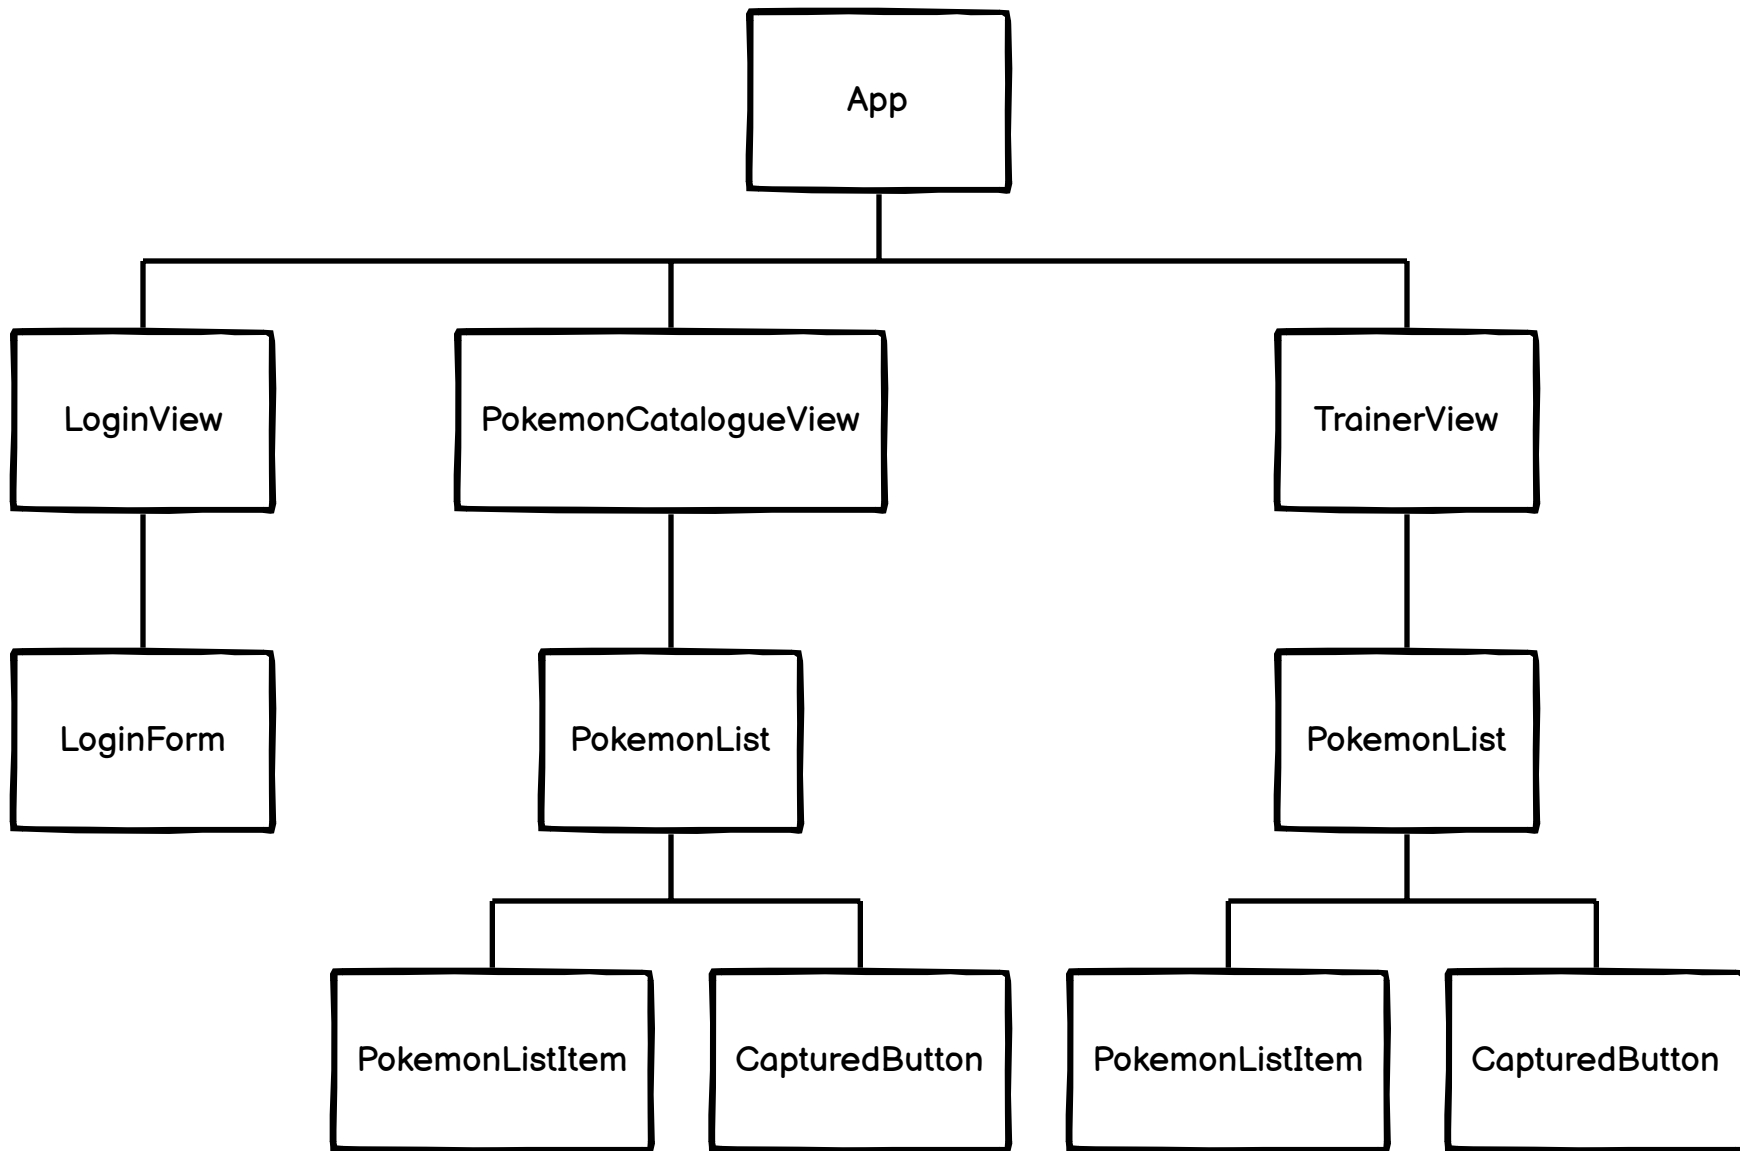 App
LoginView
PokemonCatalogueView
TrainerView
LoginForm
PokemonList
PokemonList
PokemonListItem
CapturedButton
PokemonListItem
CapturedButton